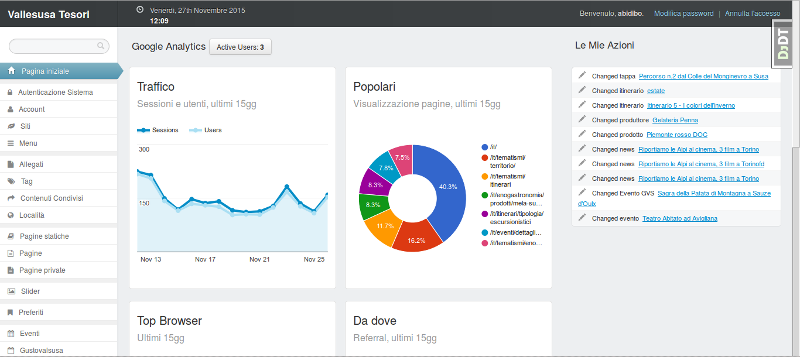 Vallesusa Tesori
Venerdì, 27th Novembre 2015
12:09
Benvenuto, abidibo. Modifica password | Annulla l'accesso
DJDT
Pagina iniziale
Autenticazione Sistema
Account
Siti
Menu
Allegati
Tag
Contenuti Condivisi
Località
Pagine statiche
Pagine
Pagine private
Slider
Preferiti
Eventi
Gustovalsusa
Google Analytics
Active Users: 3
Traffico
Sessioni e utenti, ultimi 15gg
Sessions
Users
300
150
Nov 13
Nov 17
Nov 21
Nov 25
Popolari
Visualizzazione pagine, ultimi 15gg
40.3%
16.2%
11.7%
8.3%
8.3%
7.8%
7.5%
/it/
/it/tematismi/
territorio/
/it/tematismi/
itinerari
/it/enogastronomia/
prodotti/mela-su...
/it/itinerari/tipologia/
escursionistici
/it/eventi/dettagli...
/it/tematismi/eno...
Top Browser
Ultimi 15gg
Da dove
Referral, ultimi 15gg
Le Mie Azioni
Changed tappa Percorso n.2 dal Colle del Monginevro a Susa
Changed itinerario estate
Changed itinerario Itinerario 5 - I colori dell'inverno
Changed produttore Gelateria Penna
Changed prodotto Piemonte rosso DOC
Changed news Riportiamo le Alpi al cinema, 3 film a Torino
Changed news Riportiamo le Alpi al cinema, 3 film a Torino'd
Changed news Riportiamo le Alpi al cinema, 3 film a Torino
Changed Evento GVS Sagra della Patata di Montagna a Sauze
d'Oulx
Changed evento Teatro Abitato ad Avigliana